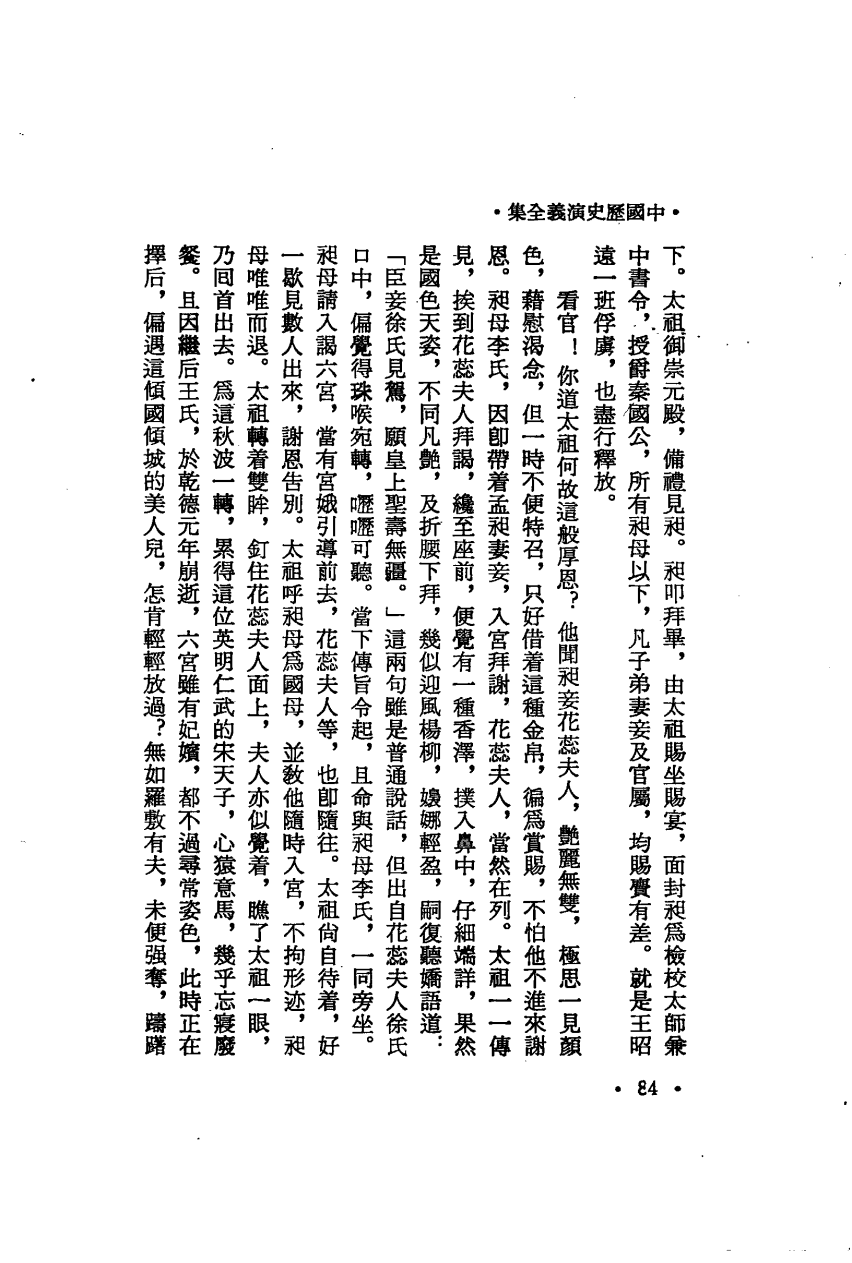 •中國歷史演義全集•
下。太祖御崇元殿，備禮見昶。昶叩拜畢，由太祖賜坐賜宴，面封昶爲檢校太師兼
中書令，授爵秦國公，所有昶母以下，凡子弟妻妾及官屬，均賜賚有差。就是王昭
遠一班俘虜，也盡行釋放。
看官！你道太祖何故這般厚恩？他聞昶妾花蕊夫人，艷麗無雙，極思一見顏
色，藉慰渴念，但一時不便特召，只好借着這種金帛，徧爲賞賜，不怕他不進來謝
恩。昶母李氏，因卽帶着孟昶妻妾，入宮拜謝，花蕊夫人，當然在列。太祖一一傳
見，挨到花蕊夫人拜謁，纔至座前，便覺有一種香澤，撲入鼻中，仔細端詳，果然
是國色天姿，不同凡艷，及折腰下拜，幾似迎風楊柳，嬝娜輕盈，嗣復聽嬌語道：
「臣妾徐氏見駕，願皇上聖壽無疆。」這兩句雖是普通說話，但出自花蕊夫人徐氏
口中，偏覺得珠喉宛轉，嚦嚦可聽。當下傳旨令起，且命與昶母李氏，一同旁坐。
昶母請入謁六宮，當有宮娥引導前去，花蕊夫人等，也卽隨往。太祖尙自待着，好
一歇見數人出來，謝恩告別。太祖呼昶母爲國母，並敎他隨時入宮，不拘形迹，昶
母唯唯而退。太祖轉着雙眸，釘住花蕊夫人面上，夫人亦似覺着，瞧了太祖一眼，
乃囘首出去。爲這秋波一轉，累得這位英明仁武的宋天子，心猿意馬，幾乎忘寢廢
餐。且因繼后王氏，於乾德元年崩逝，六宮雖有妃嬪，都不過尋常姿色，此時正在
擇后，偏遇這傾國傾城的美人兒，怎肯輕輕放過？無如羅敷有夫，未便强奪，躊躇
•84•